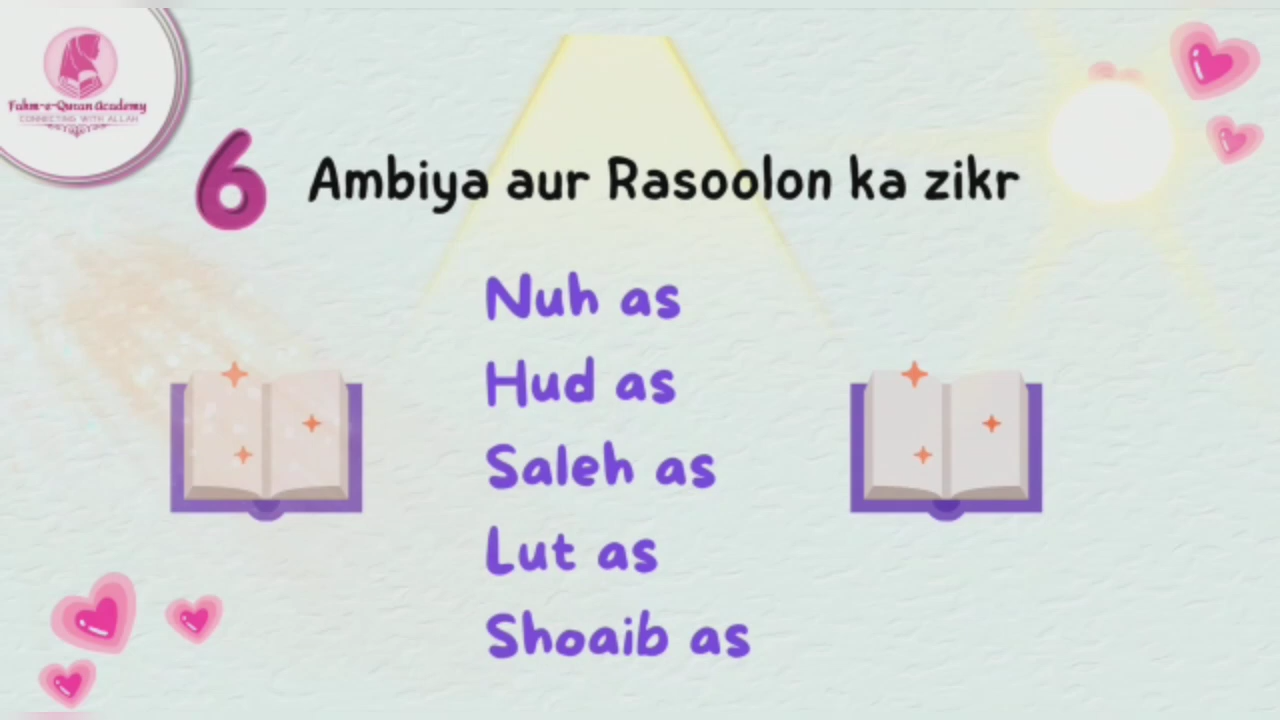 Fahm-e-Quran Academy
CONNECTING WITH ALLAH
6 Ambiya aur Rasoolon ka zikr
Nuh as
Hud as
Saleh as
Lut as
Shoaib as